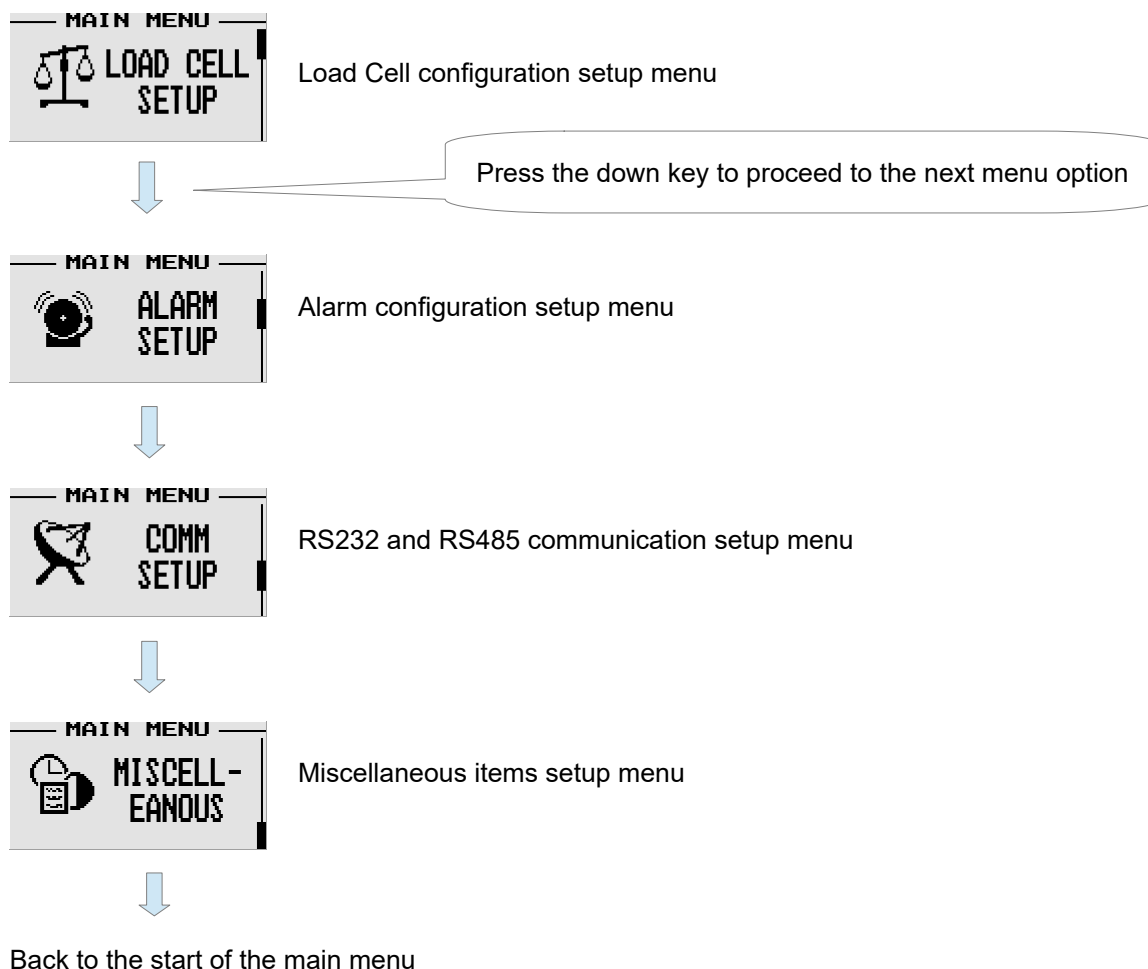 MAIN MENU
LOAD CELL
SETUP
Load Cell configuration setup menu
Press the down key to proceed to the next menu option
MAIN MENU
ALARM
SETUP
Alarm configuration setup menu
MAIN MENU
COMM
SETUP
RS232 and RS485 communication setup menu
MAIN MENU
MISCELL-
EANOUS
Miscellaneous items setup menu
Back to the start of the main menu